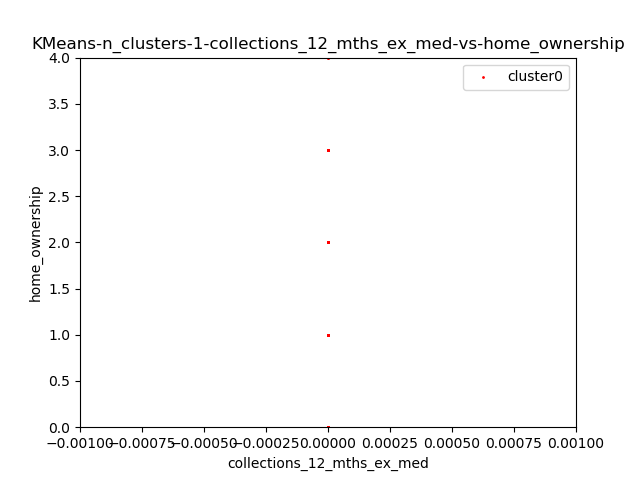 KMeans-n_clusters-1-collections_12_mths_ex_med-vs-home_ownership
cluster0
4.0
3.5
3.0
2.5
2.0
1.5
1.0
0.5
0.0
home_ownership
−0.00100 −0.00075 −0.00050 −0.00025 0.00000 0.00025 0.00050 0.00075 0.00100
collections_12_mths_ex_med